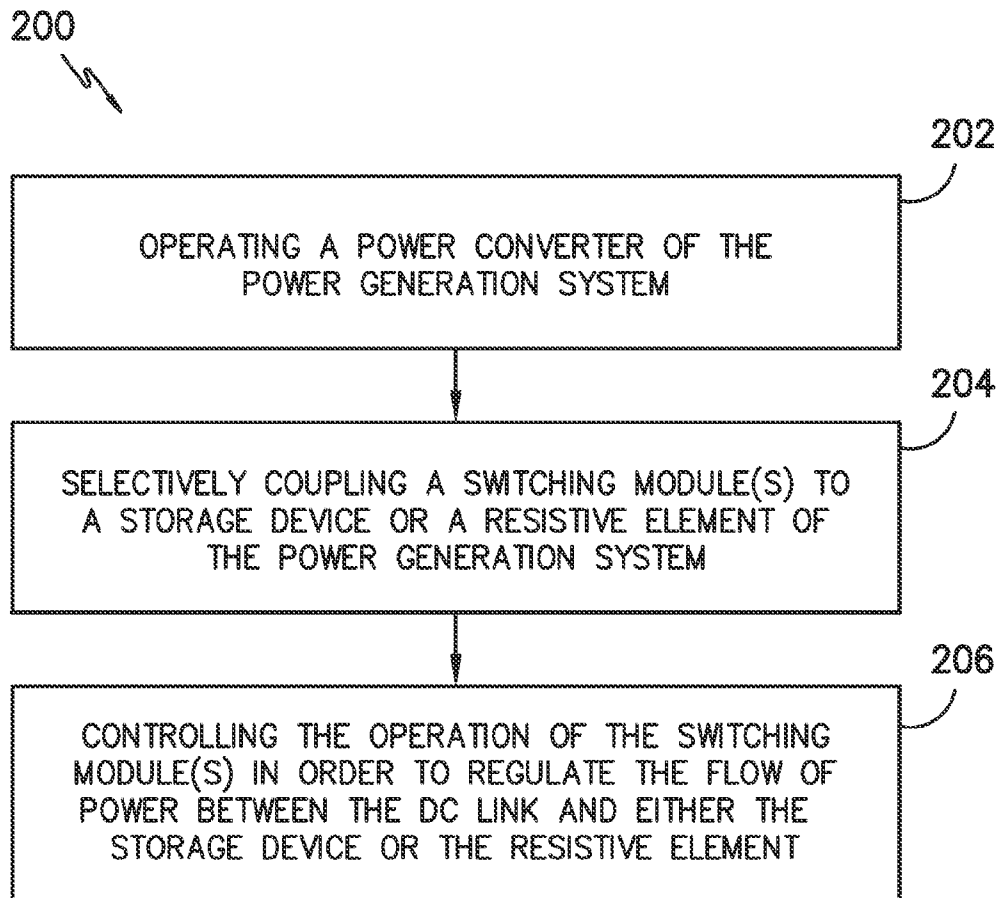 200
202
OPERATING A POWER CONVERTER OF THE
POWER GENERATION SYSTEM
204
SELECTIVELY COUPLING A SWITCHING MODULE(S) TO
A STORAGE DEVICE OR A RESISTIVE ELEMENT OF
THE POWER GENERATION SYSTEM
206
CONTROLLING THE OPERATION OF THE SWITCHING
MODULE(S) IN ORDER TO REGULATE THE FLOW OF
POWER BETWEEN THE DC LINK AND EITHER THE
STORAGE DEVICE OR THE RESISTIVE ELEMENT